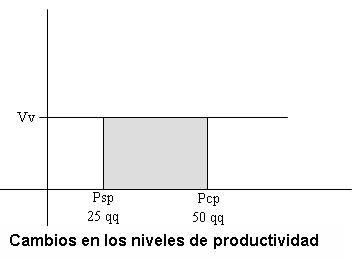 Vv
Psp Pcp
25 qq 50 qq
Cambios en los niveles de productividad